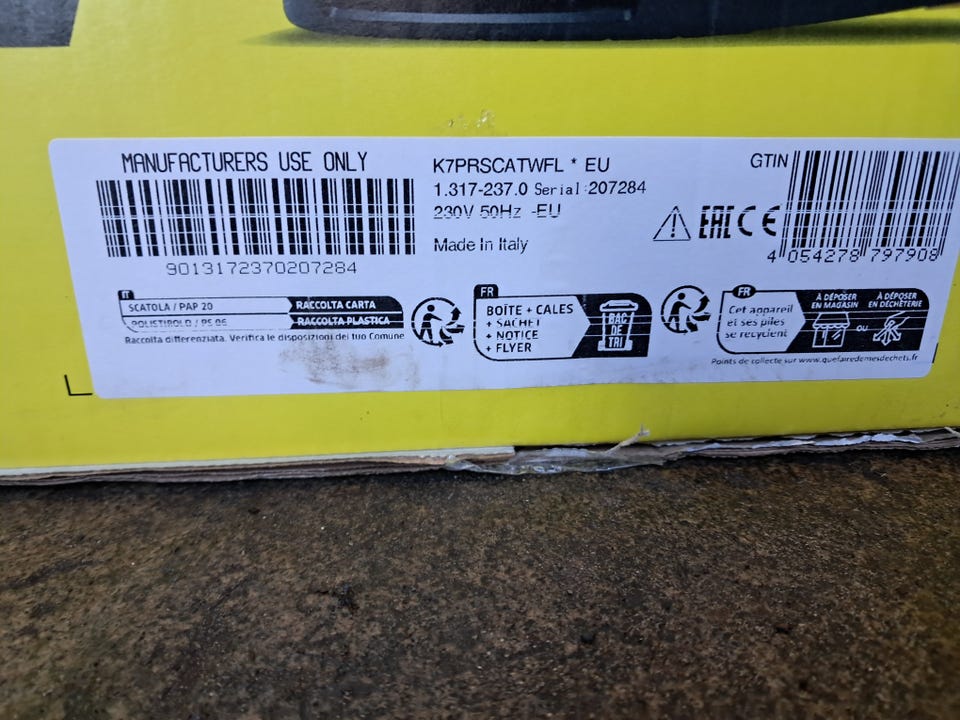 MANUFACTURERS USE ONLY
9013172370207284
K7PRSCATWFL * EU
1.317-237.0 Serial:207284
230V 50Hz -EU
Made In Italy
GTIN
EAC CE
4 054278 797908
IT
SCATOLA / PAP 20 RACCOLTA CARTA
POLISTIROLO / PS 06 RACCOLTA PLASTICA
Raccolta differenziata. Verifica le disposizioni del tuo Comune
FR
BOÎTE + CALES
+ SACHET
+ NOTICE
+ FLYER
BAC
DE
TRI
FR
Cet appareil
et ses piles
se recyclent
À DÉPOSER
EN MAGASIN
OU
À DÉPOSER
EN DÉCHÈTERIE
Points de collecte sur www.quefairedemesdechets.fr